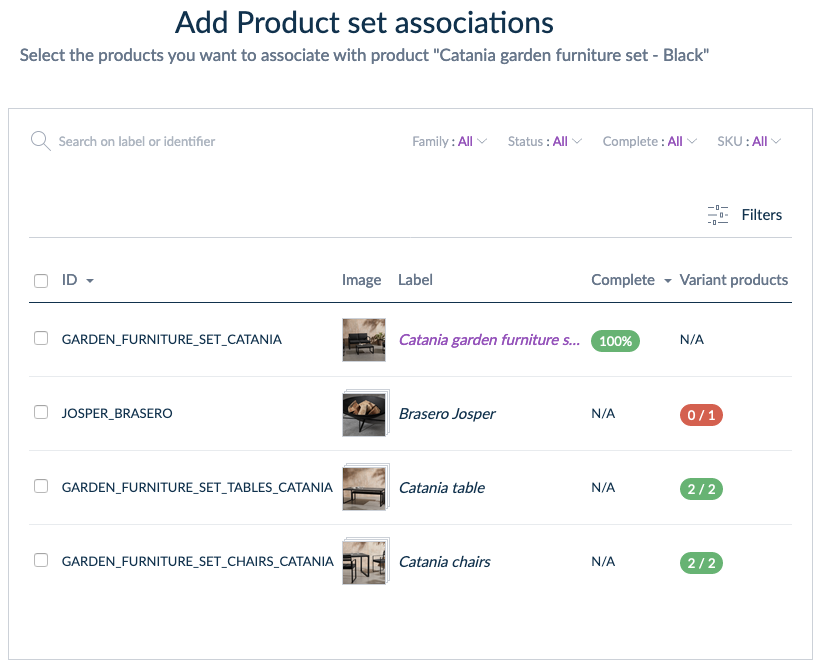 Add Product set associations
Select the products you want to associate with product "Catania garden furniture set - Black"
Search on label or identifier Family : All Status : All Complete : All SKU : All
Filters
ID Image Label Complete Variant products
GARDEN_FURNITURE_SET_CATANIA Catania garden furniture s... 100% N/A
JOSPER_BRASERO Brasero Josper N/A 0 / 1
GARDEN_FURNITURE_SET_TABLES_CATANIA Catania table N/A 2 / 2
GARDEN_FURNITURE_SET_CHAIRS_CATANIA Catania chairs N/A 2 / 2